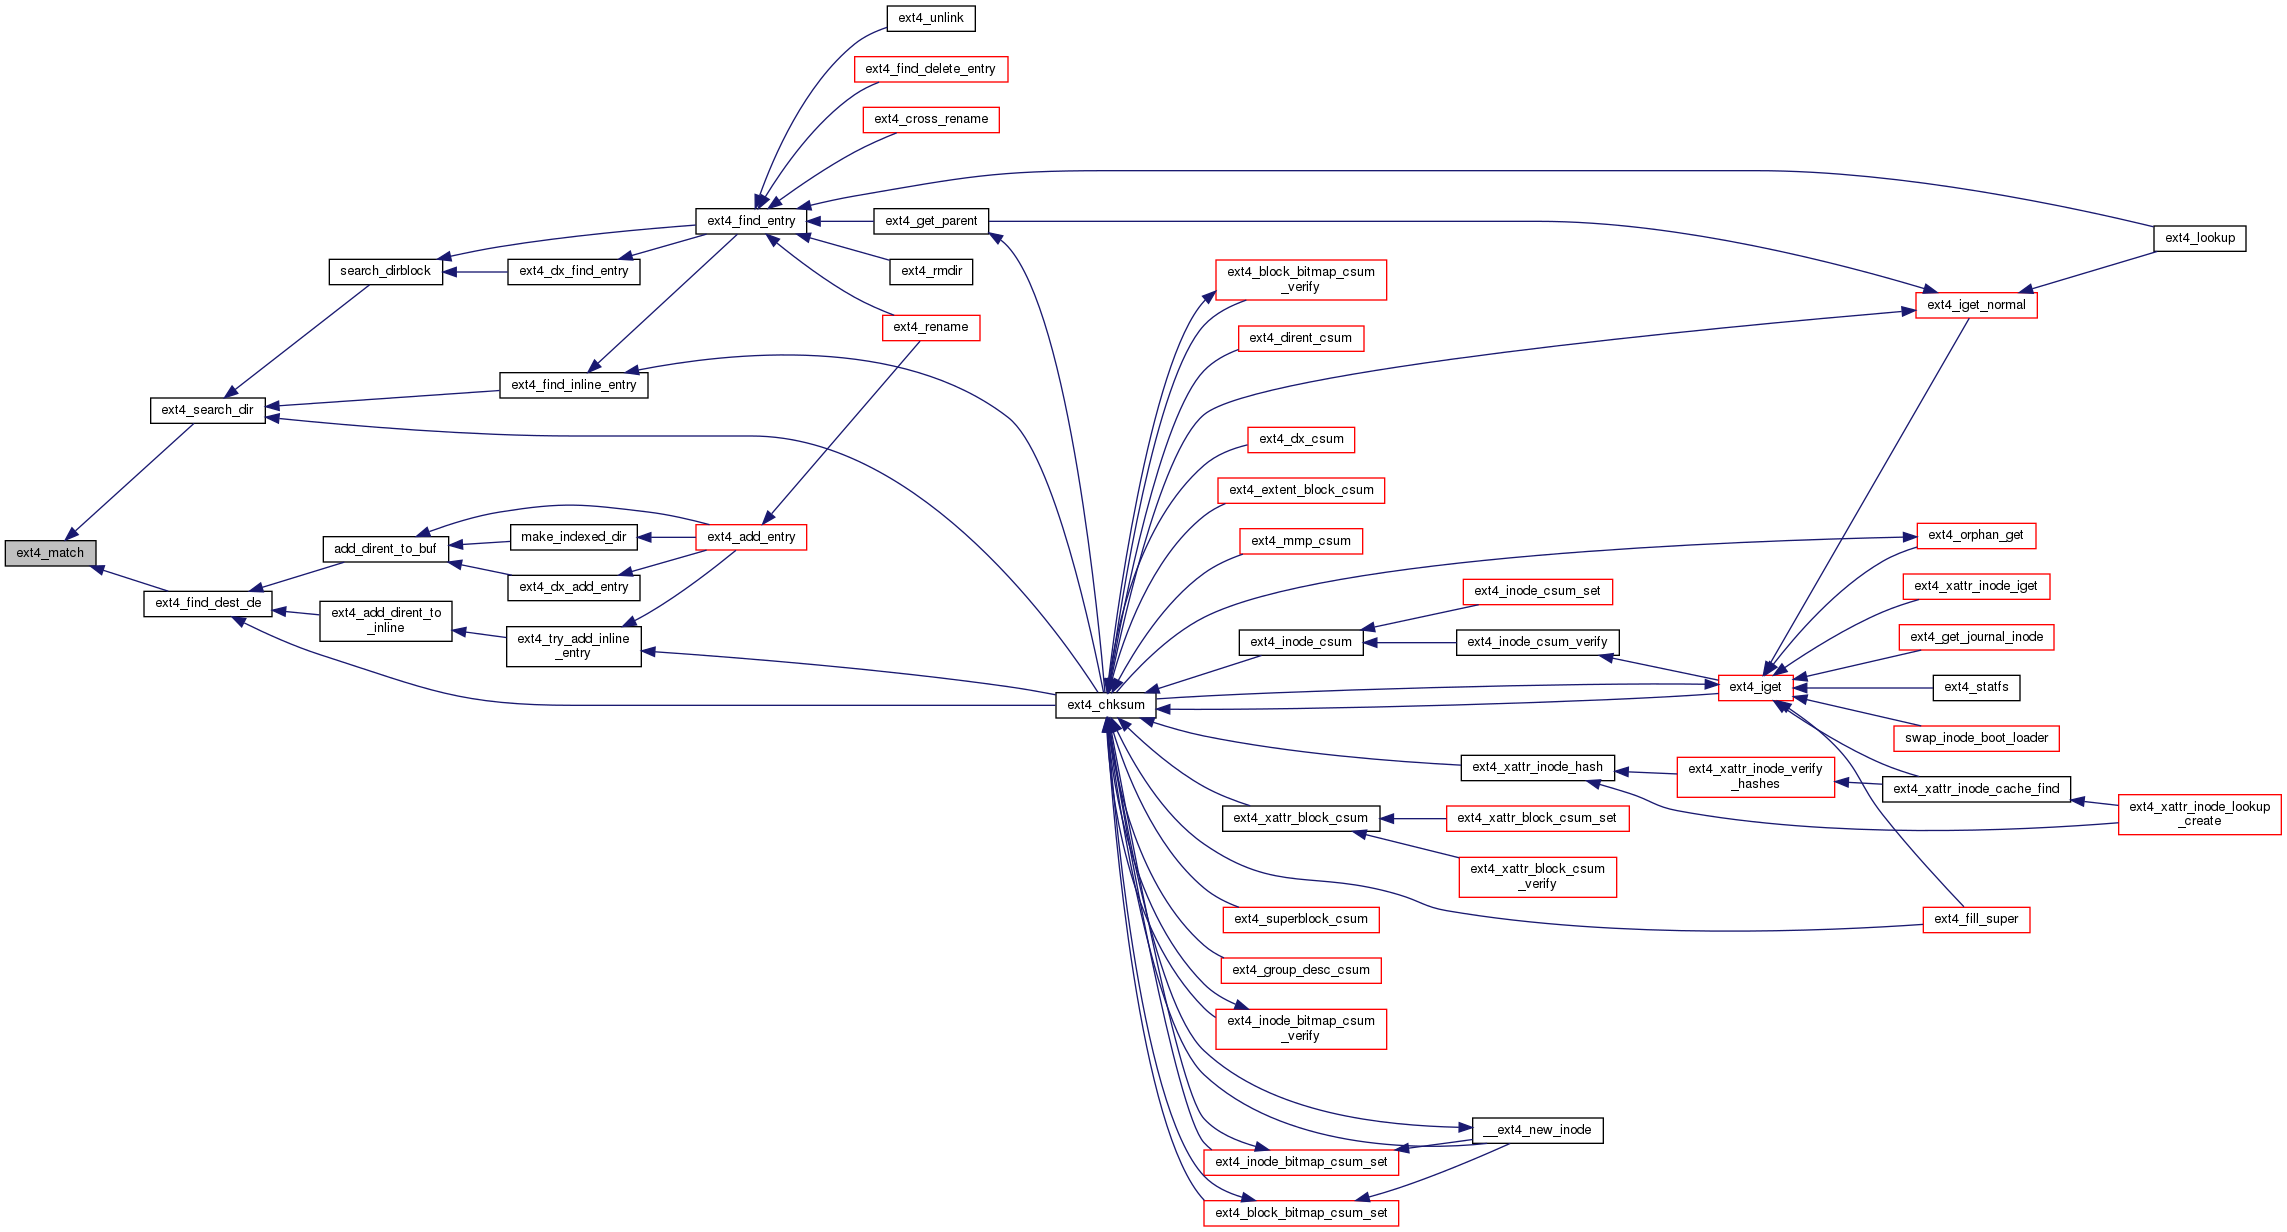 ext4_unlink
ext4_find_delete_entry
ext4_cross_rename
ext4_find_entry
ext4_get_parent
ext4_lookup
search_dirblock
ext4_dx_find_entry
ext4_rmdir
ext4_block_bitmap_csum
_verify
ext4_iget_normal
ext4_rename
ext4_dirent_csum
ext4_find_inline_entry
ext4_search_dir
ext4_dx_csum
ext4_extent_block_csum
ext4_match
add_dirent_to_buf
make_indexed_dir
ext4_add_entry
ext4_mmp_csum
ext4_orphan_get
ext4_dx_add_entry
ext4_find_dest_de
ext4_inode_csum_set
ext4_xattr_inode_iget
ext4_add_dirent_to
_inline
ext4_try_add_inline
_entry
ext4_inode_csum
ext4_inode_csum_verify
ext4_get_journal_inode
ext4_iget
ext4_statfs
ext4_chksum
swap_inode_boot_loader
ext4_xattr_inode_hash
ext4_xattr_inode_verify
_hashes
ext4_xattr_inode_cache_find
ext4_xattr_inode_lookup
_create
ext4_xattr_block_csum
ext4_xattr_block_csum_set
ext4_xattr_block_csum
_verify
ext4_superblock_csum
ext4_fill_super
ext4_group_desc_csum
ext4_inode_bitmap_csum
_verify
__ext4_new_inode
ext4_inode_bitmap_csum_set
ext4_block_bitmap_csum_set